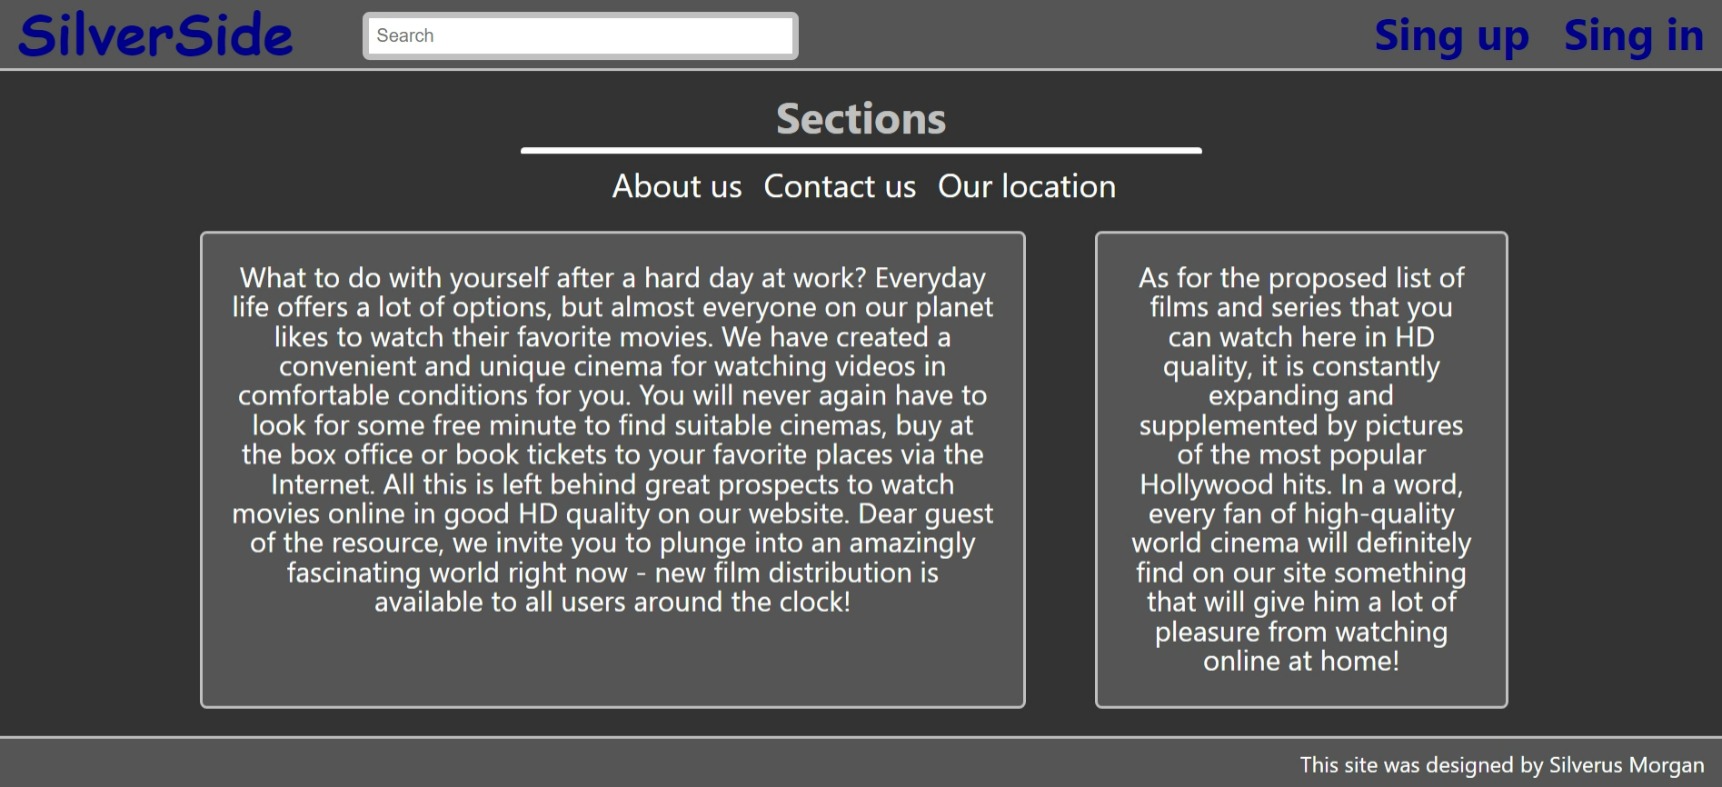 SilverSide
Search
Sing up Sing in
Sections
About us Contact us Our location
What to do with yourself after a hard day at work? Everyday
life offers a lot of options, but almost everyone on our planet
likes to watch their favorite movies. We have created a
convenient and unique cinema for watching videos in
comfortable conditions for you. You will never again have to
look for some free minute to find suitable cinemas, buy at
the box office or book tickets to your favorite places via the
Internet. All this is left behind great prospects to watch
movies online in good HD quality on our website. Dear guest
of the resource, we invite you to plunge into an amazingly
fascinating world right now - new film distribution is
available to all users around the clock!
As for the proposed list of
films and series that you
can watch here in HD
quality, it is constantly
expanding and
supplemented by pictures
of the most popular
Hollywood hits. In a word,
every fan of high-quality
world cinema will definitely
find on our site something
that will give him a lot of
pleasure from watching
online at home!
This site was designed by Silverus Morgan